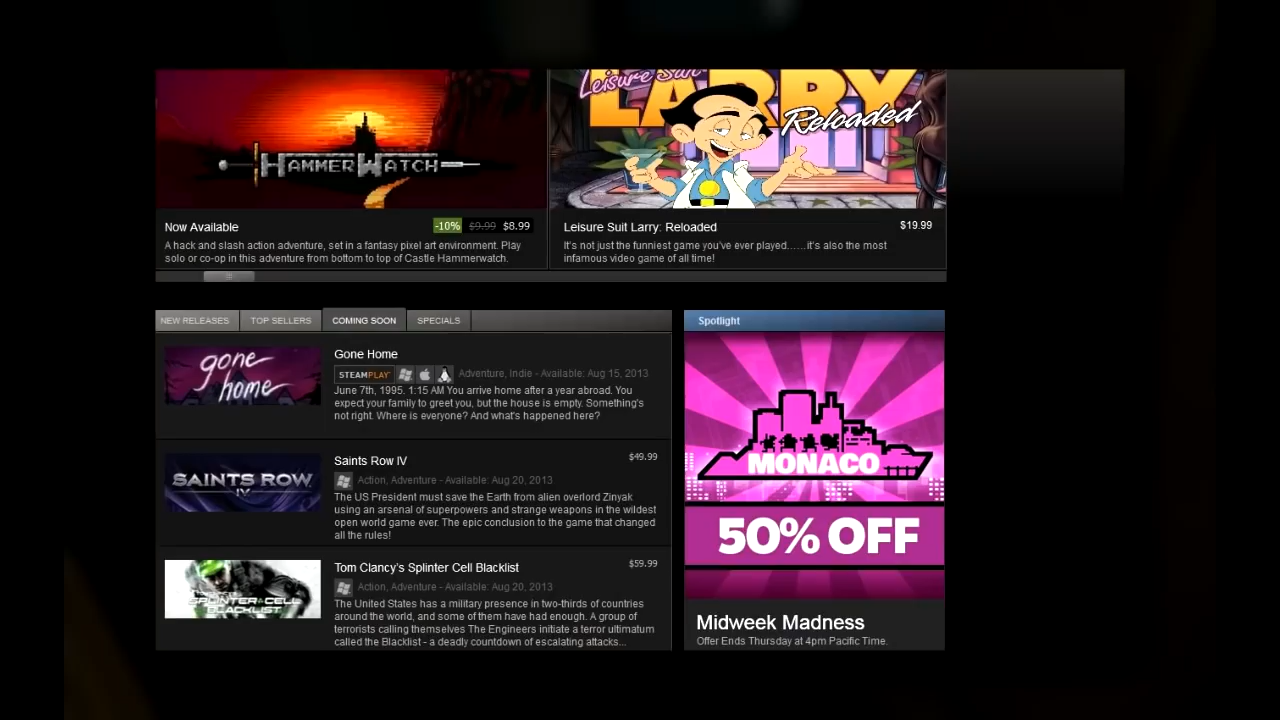 Leisure Suit
LARRY
Reloaded
HAMMERWATCH
Now Available
-10% $9.99 $8.99
A hack and slash action adventure, set in a fantasy pixel art environment. Play
solo or co-op in this adventure from bottom to top of Castle Hammerwatch.
Leisure Suit Larry: Reloaded
$19.99
It's not just the funniest game you've ever played......it's also the most
infamous video game of all time!
NEW RELEASES
TOP SELLERS
COMING SOON
SPECIALS
gone
home
Gone Home
STEAMPLAY
Adventure, Indie - Available: Aug 15, 2013
June 7th, 1995. 1:15 AM You arrive home after a year abroad. You
expect your family to greet you, but the house is empty. Something's
not right. Where is everyone? And what's happened here?
SAINTS ROW
IV
Saints Row IV
$49.99
Action, Adventure - Available: Aug 20, 2013
The US President must save the Earth from alien overlord Zinyak
using an arsenal of superpowers and strange weapons in the wildest
open world game ever. The epic conclusion to the game that changed
all the rules!
SPLINTER CELL
BLACKLIST
Tom Clancy's Splinter Cell Blacklist
$59.99
Action, Adventure - Available: Aug 20, 2013
The United States has a military presence in two-thirds of countries
around the world, and some of them have had enough. A group of
terrorists calling themselves The Engineers initiate a terror ultimatum
called the Blacklist - a deadly countdown of escalating attacks...
Spotlight
MONACO
50% OFF
Midweek Madness
Offer Ends Thursday at 4pm Pacific Time.